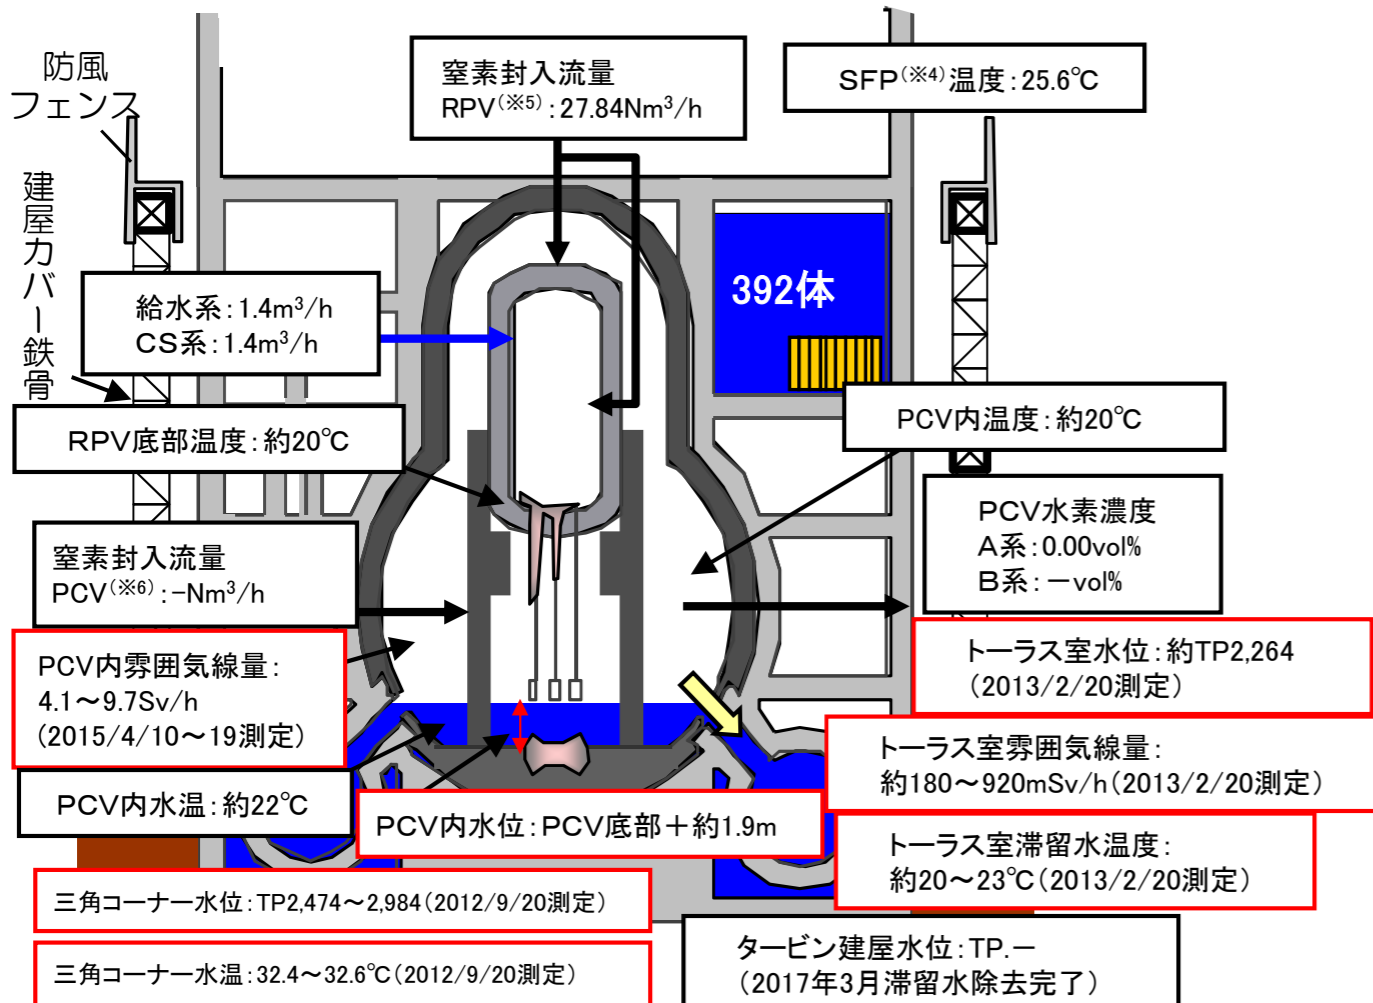 防風
フェンス
窒素封入流量
RPV(※5):27.84Nm³/h
SFP(※4)温度:25.6℃
建屋カバー鉄骨
給水系:1.4m³/h
CS系:1.4m³/h
392体
RPV底部温度:約20℃
PCV内温度:約20℃
窒素封入流量
PCV(※6):-Nm³/h
PCV水素濃度
A系:0.00vol%
B系:-vol%
PCV内雰囲気線量:
4.1~9.7Sv/h
(2015/4/10~19測定)
トーラス室水位:約TP2,264
(2013/2/20測定)
トーラス室雰囲気線量:
約180~920mSv/h(2013/2/20測定)
PCV内水温:約22℃
PCV内水位:PCV底部+約1.9m
トーラス室滞留水温度:
約20~23℃(2013/2/20測定)
三角コーナー水位:TP2,474~2,984(2012/9/20測定)
三角コーナー水温:32.4~32.6℃(2012/9/20測定)
タービン建屋水位:TP.-
(2017年3月滞留水除去完了)